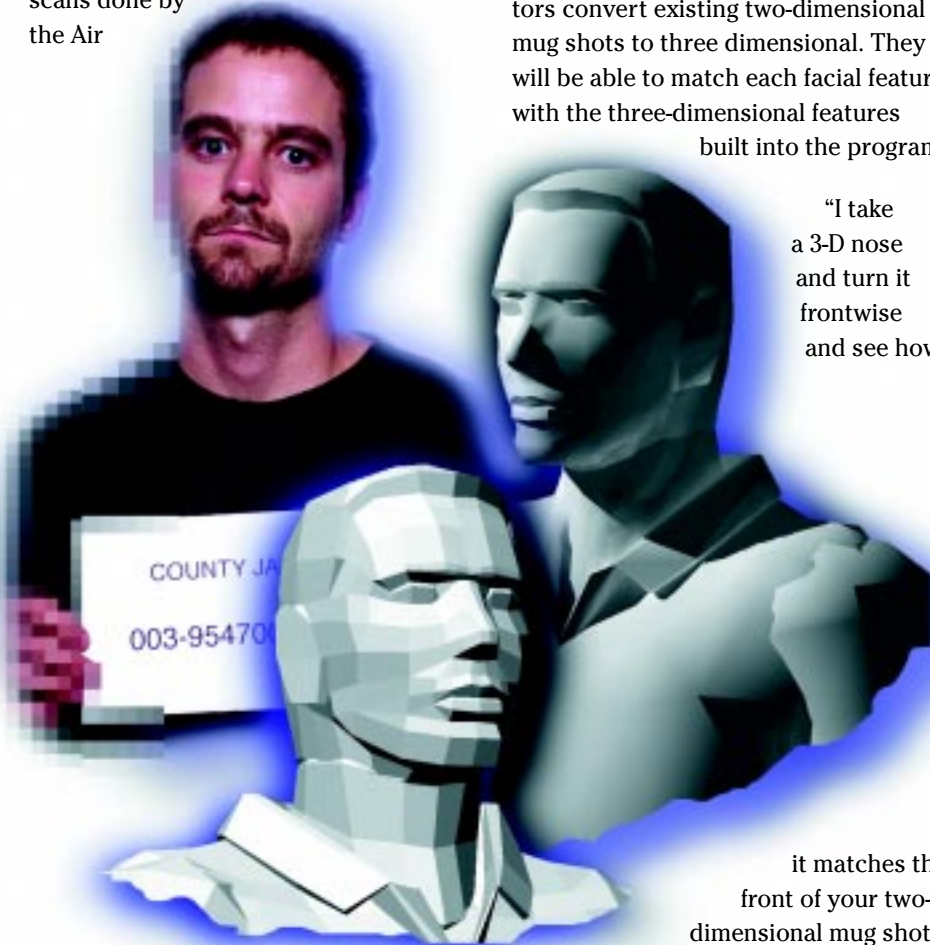 scans done by
the Air
tors convert existing two-dimensional
mug shots to three dimensional. They
will be able to match each facial featur
with the three-dimensional features
built into the progran
“I take
a 3-D nose
and turn it
frontwise
and see how
it matches th
front of your two-
dimensional mug shot
COUNTY JA
003-95470